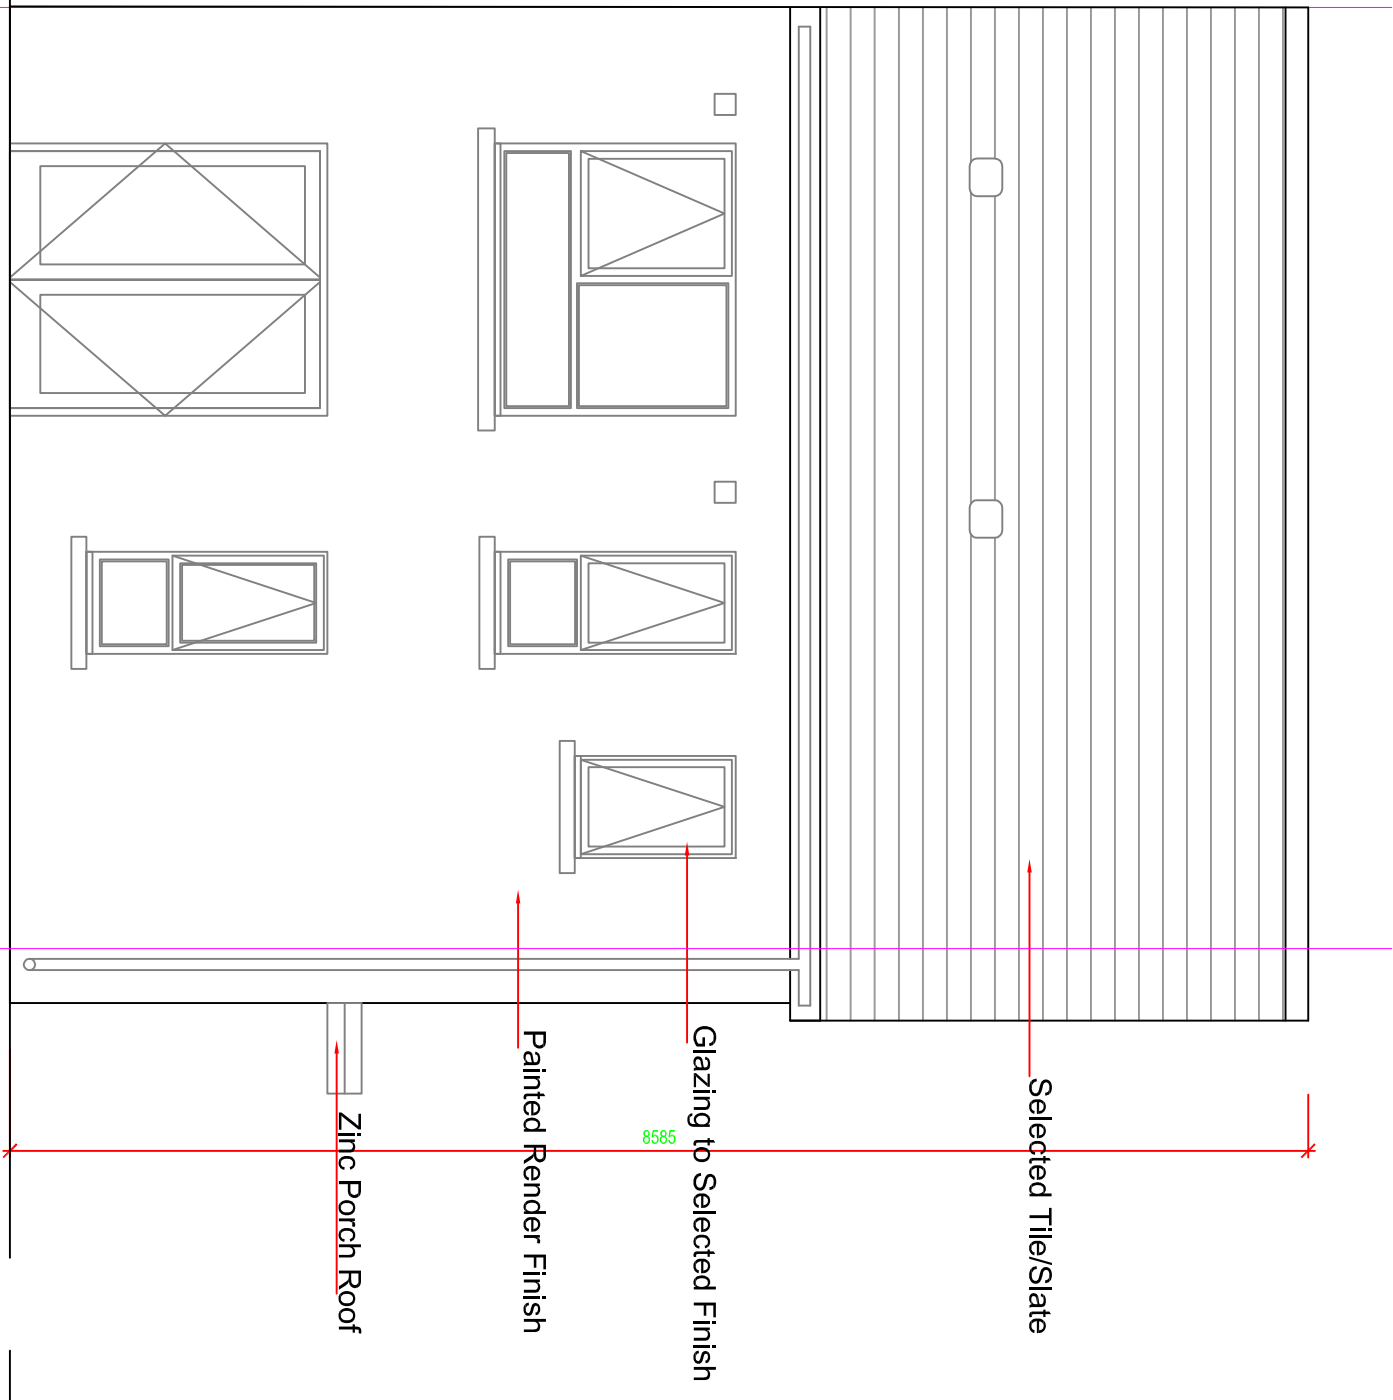 Selected Tile/Slate
Glazing to Selected Finish
8585
Painted Render Finish
Zinc Porch Roof